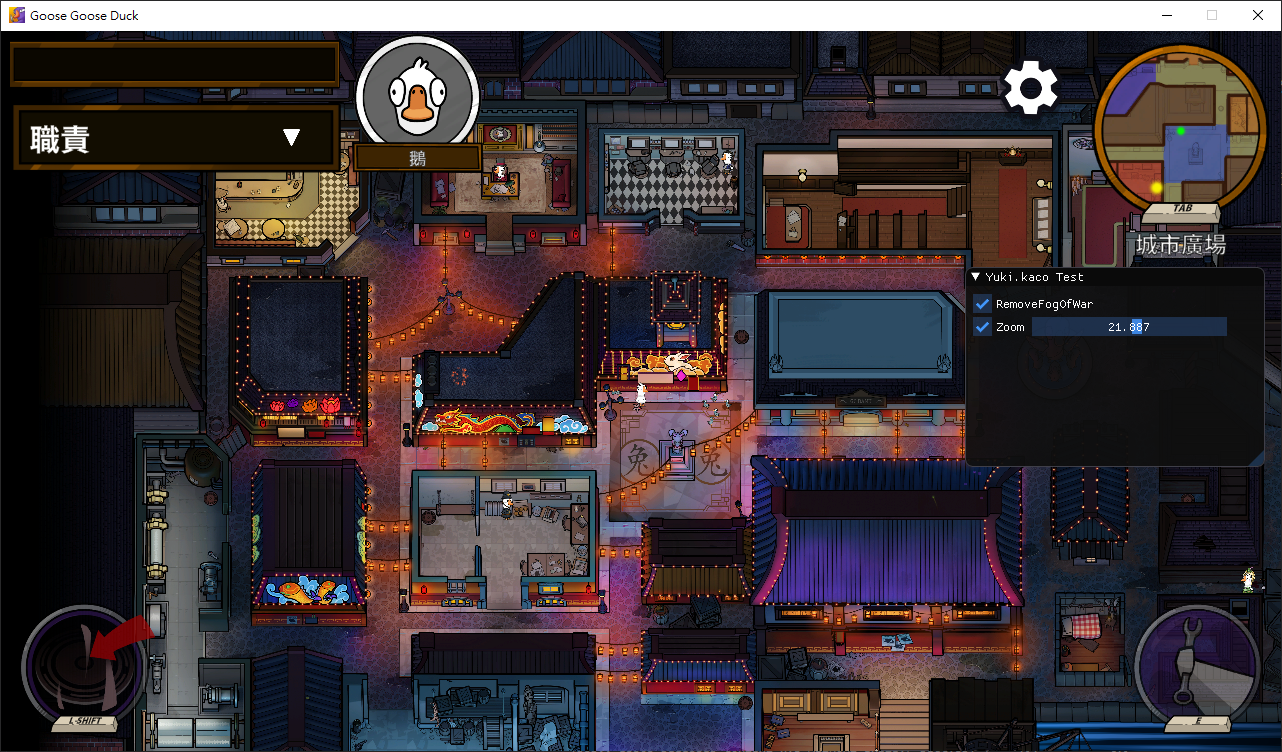 Goose Goose Duck
職責
鵝
TAB
城市廣場
Yuki.kaco Test
RemoveFogOfWar
Zoom 21.887
兔 兔
L-SHIFT
E